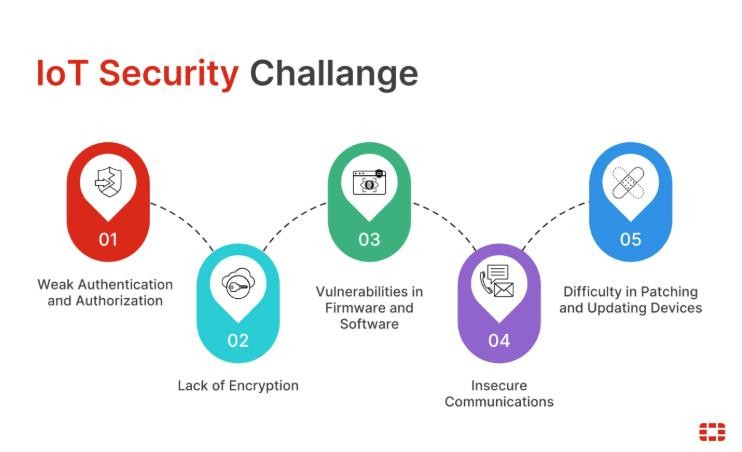 IoT Security Challange
01
Weak Authentication
and Authorization
02
Lack of Encryption
03
Vulnerabilities in
Firmware and
Software
04
Insecure
Communications
05
Difficulty in Patching
and Updating Devices